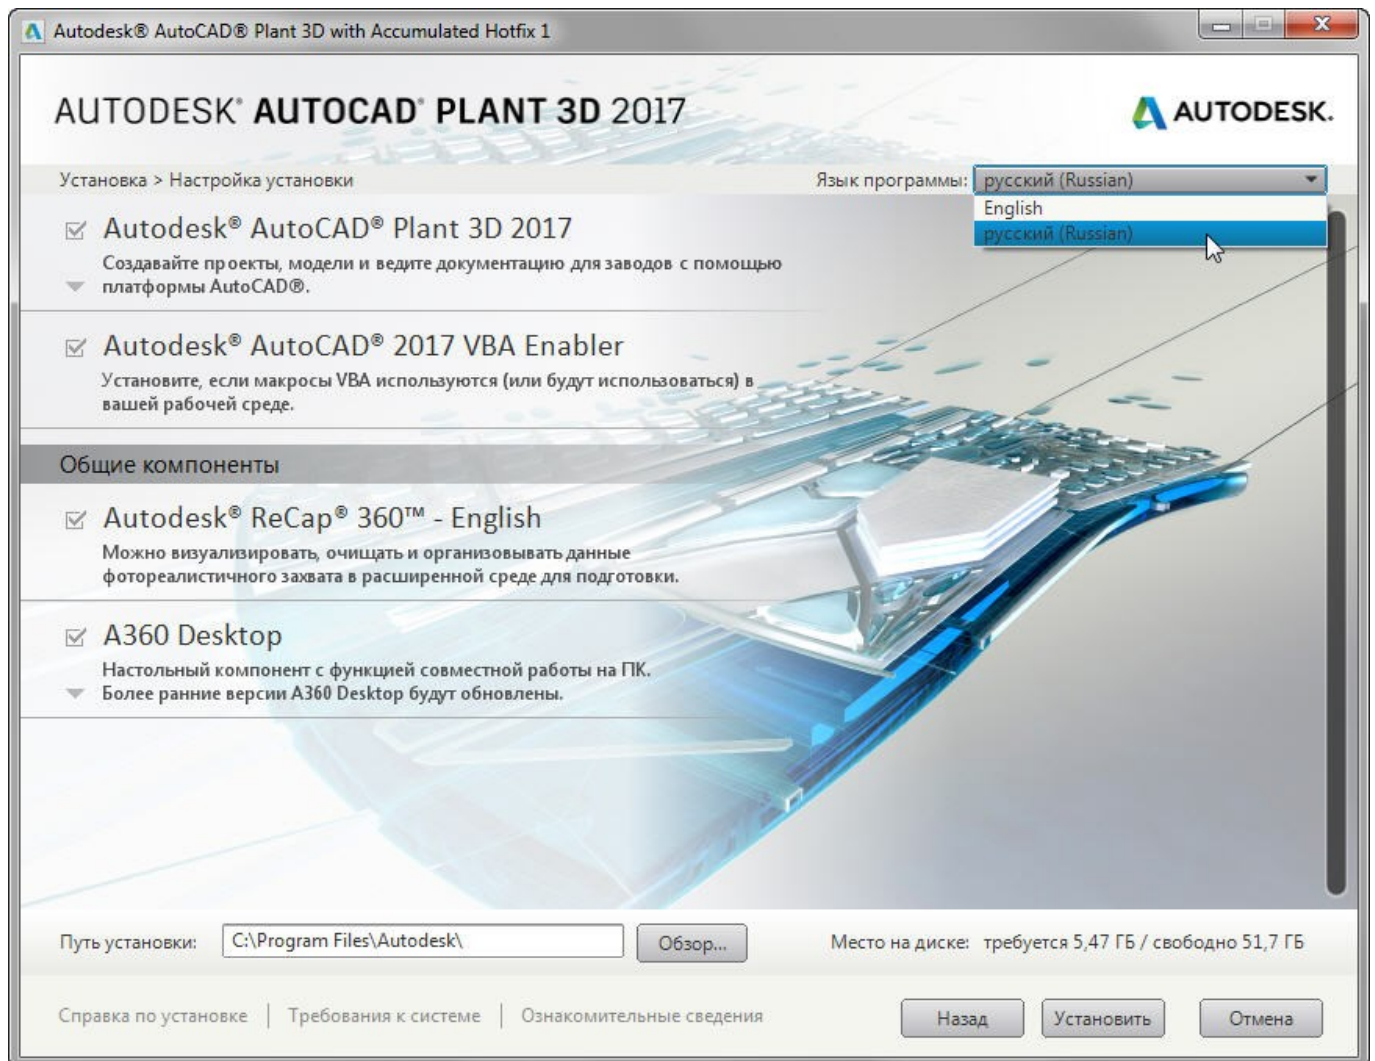 Autodesk® AutoCAD® Plant 3D with Accumulated Hotfix 1
AUTODESK® AUTOCAD® PLANT 3D 2017
AUTODESK.
Установка > Настройка установки
Язык программы: русский (Russian)
English
русский (Russian)
Autodesk® AutoCAD® Plant 3D 2017
Создавайте проекты, модели и ведите документацию для заводов с помощью
платформы AutoCAD®.
Autodesk® AutoCAD® 2017 VBA Enabler
Установите, если макросы VBA используются (или будут использоваться) в
вашей рабочей среде.
Общие компоненты
Autodesk® ReCap® 360™ - English
Можно визуализировать, очищать и организовывать данные
фотореалистичного захвата в расширенной среде для подготовки.
A360 Desktop
Настольный компонент с функцией совместной работы на ПК.
Более ранние версии A360 Desktop будут обновлены.
Путь установки: C:\Program Files\Autodesk\ Обзор... Место на диске: требуется 5,47 ГБ / свободно 51,7 ГБ
Справка по установке | Требования к системе | Ознакомительные сведения Назад Установить Отмена